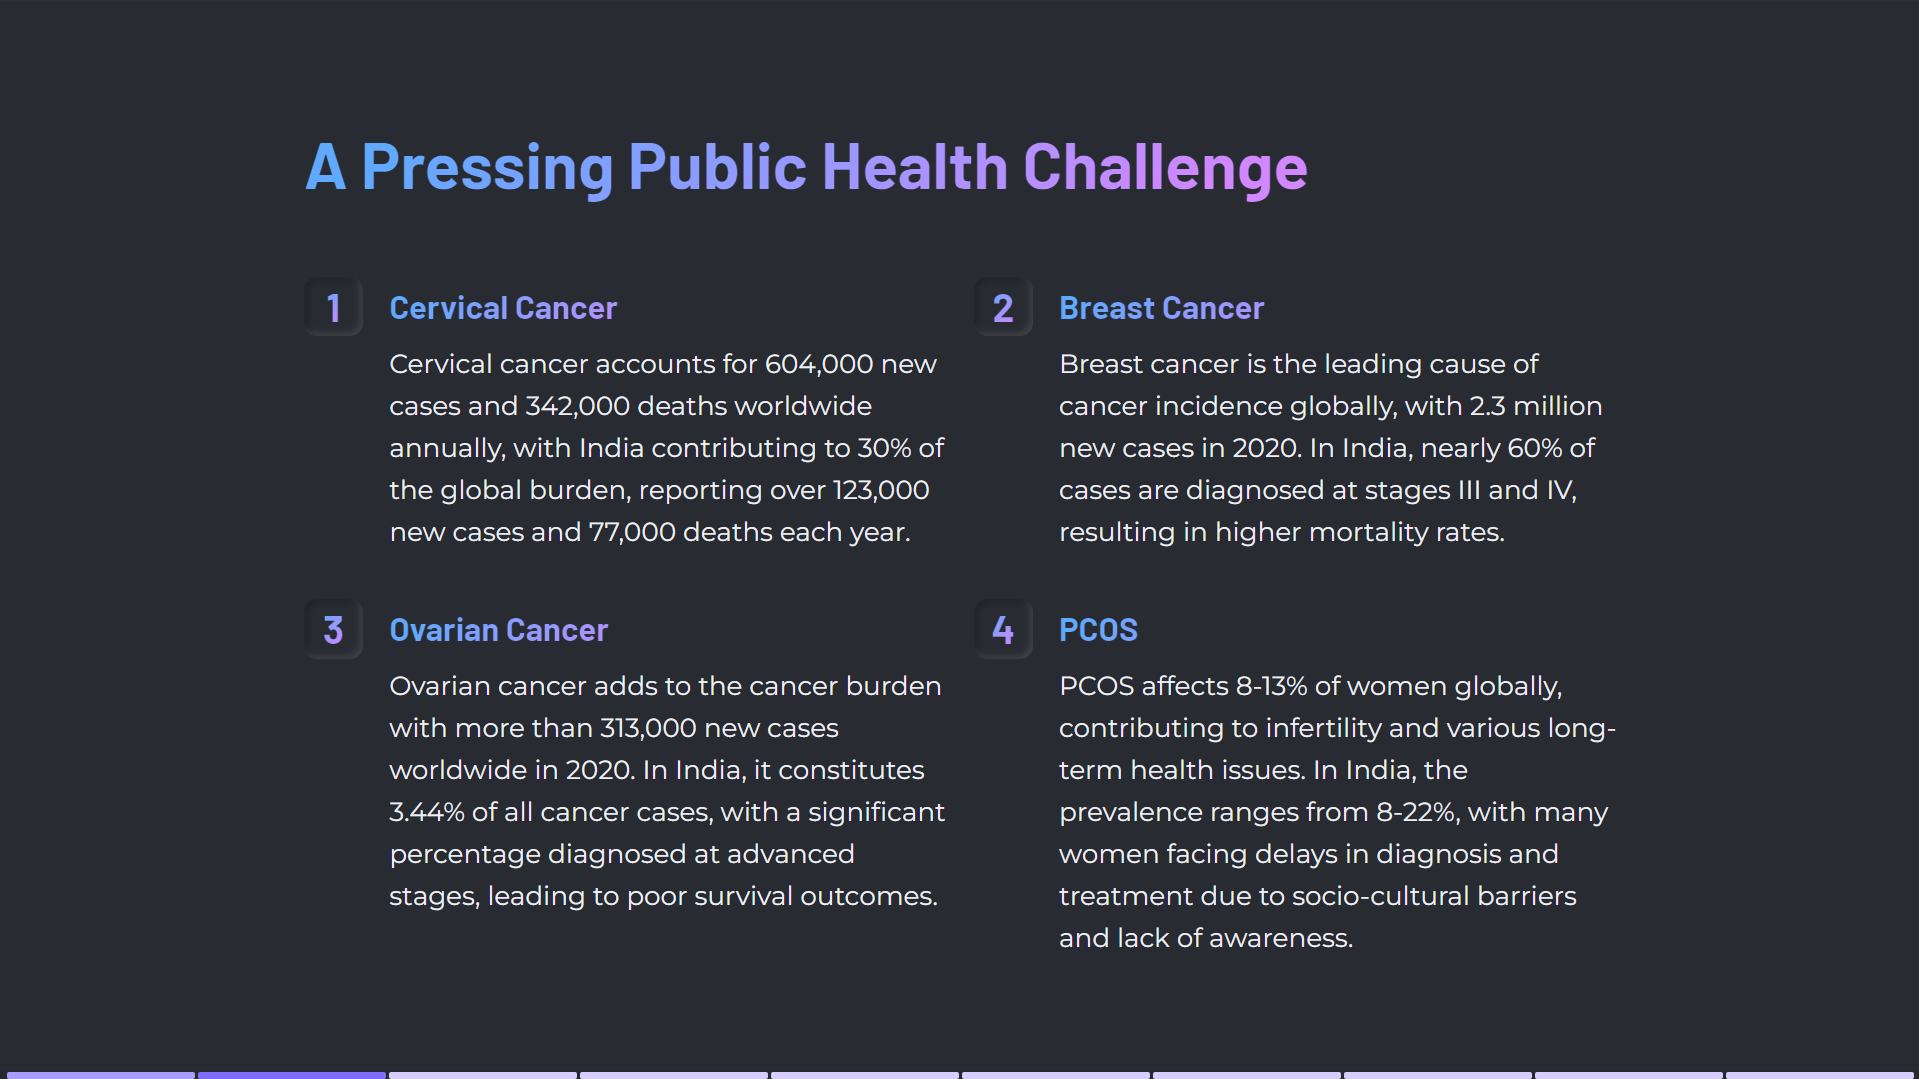 A Pressing Public Health Challenge
1
Cervical Cancer
Cervical cancer accounts for 604,000 new
cases and 342,000 deaths worldwide
annually, with India contributing to 30% of
the global burden, reporting over 123,000
new cases and 77,000 deaths each year.
2
Breast Cancer
Breast cancer is the leading cause of
cancer incidence globally, with 2.3 million
new cases in 2020. In India, nearly 60% of
cases are diagnosed at stages III and IV,
resulting in higher mortality rates.
3
Ovarian Cancer
Ovarian cancer adds to the cancer burden
with more than 313,000 new cases
worldwide in 2020. In India, it constitutes
3.44% of all cancer cases, with a significant
percentage diagnosed at advanced
stages, leading to poor survival outcomes.
4
PCOS
PCOS affects 8-13% of women globally,
contributing to infertility and various long-
term health issues. In India, the
prevalence ranges from 8-22%, with many
women facing delays in diagnosis and
treatment due to socio-cultural barriers
and lack of awareness.